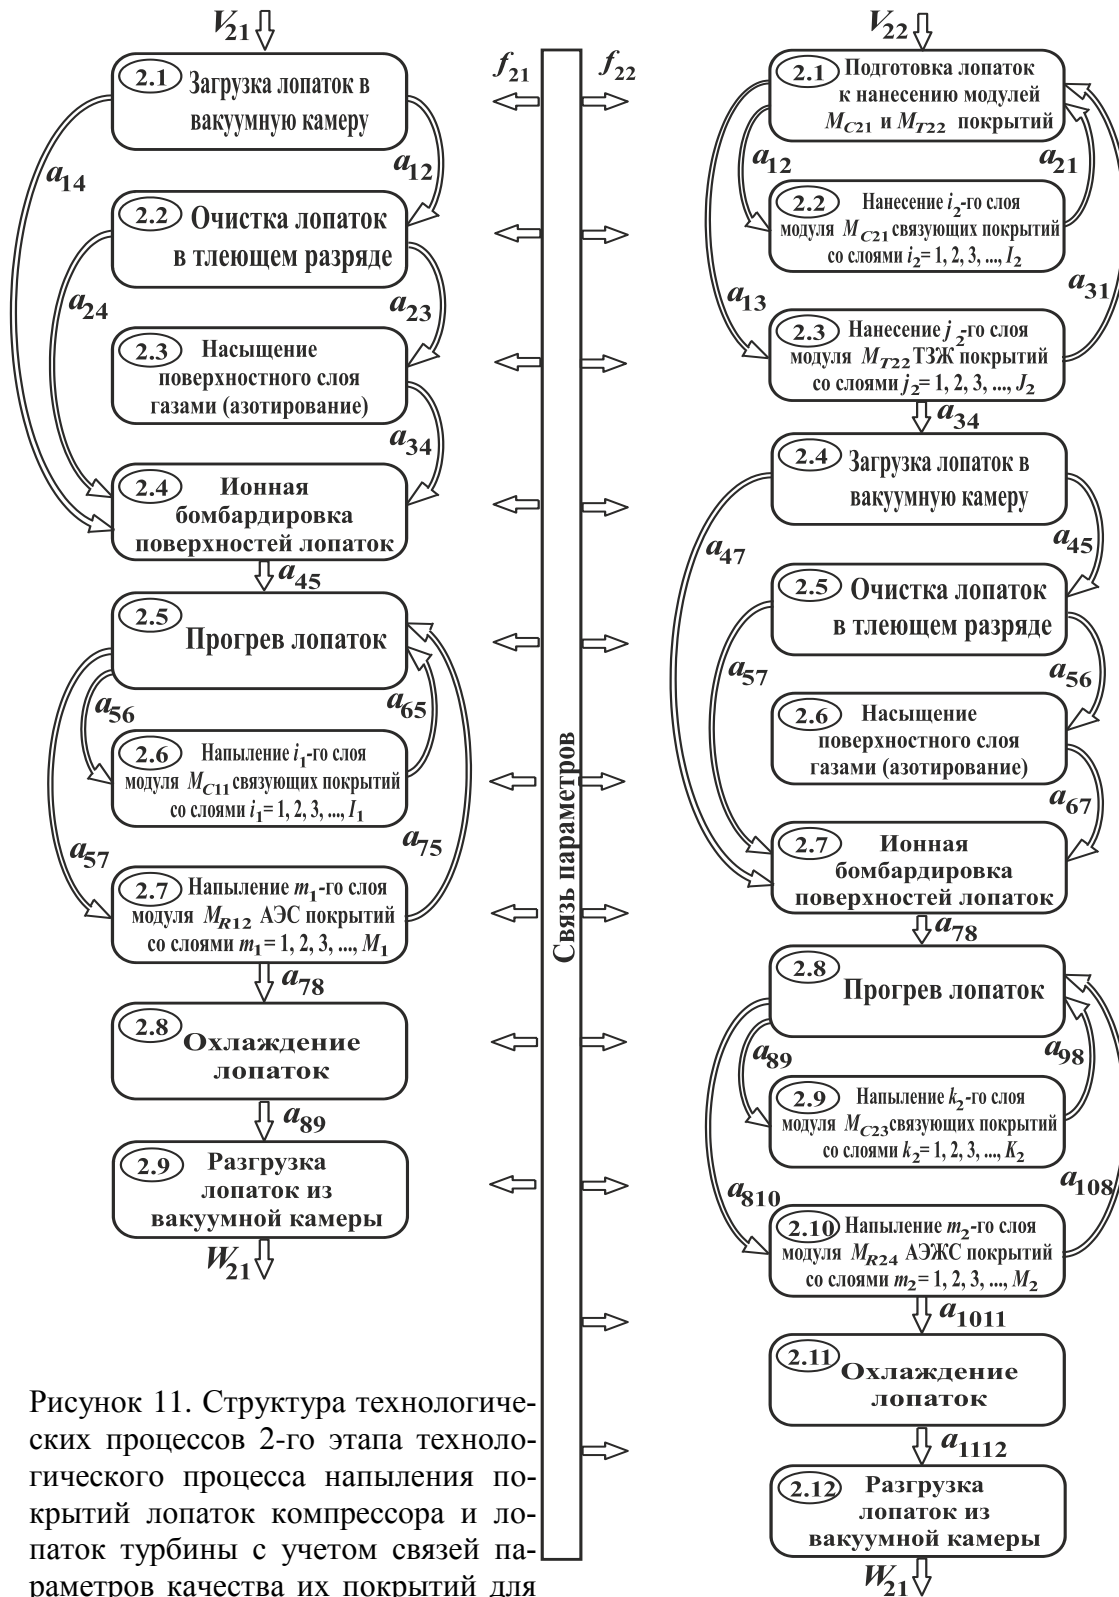 V21
2.1 Загрузка лопаток в
вакуумную камеру
a14
a12
2.2 Очистка лопаток
в тлеющем разряде
a24
a23
2.3 Насыщение
поверхностного слоя
газами (азотирование)
a34
2.4 Ионная
бомбардировка
поверхностей лопаток
a45
2.5 Прогрев лопаток
a56
a65
2.6 Напыление i1-го слоя
модуля MC11 связующих покрытий
со слоями i1= 1, 2, 3, ..., I1
a57
a75
2.7 Напыление m1-го слоя
модуля MR12 АЭС покрытий
со слоями m1= 1, 2, 3, ..., M1
a78
2.8 Охлаждение
лопаток
a89
2.9 Разгрузка
лопаток из
вакуумной камеры
W21
f21
f22
Связь параметров
V22
2.1 Подготовка лопаток
к нанесению модулей
MC21 и MT22 покрытий
a12
a21
2.2 Нанесение i2-го слоя
модуля MC21 связующих покрытий
со слоями i2= 1, 2, 3, ..., I2
a13
a31
2.3 Нанесение j2-го слоя
модуля MT22 ТЗЖ покрытий
со слоями j2= 1, 2, 3, ..., J2
a34
2.4 Загрузка лопаток в
вакуумную камеру
a47
a45
2.5 Очистка лопаток
в тлеющем разряде
a57
a56
2.6 Насыщение
поверхностного слоя
газами (азотирование)
a67
2.7 Ионная
бомбардировка
поверхностей лопаток
a78
2.8 Прогрев лопаток
a89
a98
2.9 Напыление k2-го слоя
модуля MC23 связующих покрытий
со слоями k2= 1, 2, 3, ..., K2
a810
a108
2.10 Напыление m2-го слоя
модуля MR24 АЭЖС покрытий
со слоями m2= 1, 2, 3, ..., M2
a1011
2.11 Охлаждение
лопаток
a1112
2.12 Разгрузка
лопаток из
вакуумной камеры
W21
Рисунок 11. Структура технологиче-
ских процессов 2-го этапа техноло-
гического процесса напыления по-
крытий лопаток компрессора и ло-
паток турбины с учетом связей па-
раметров качества их покрытий для